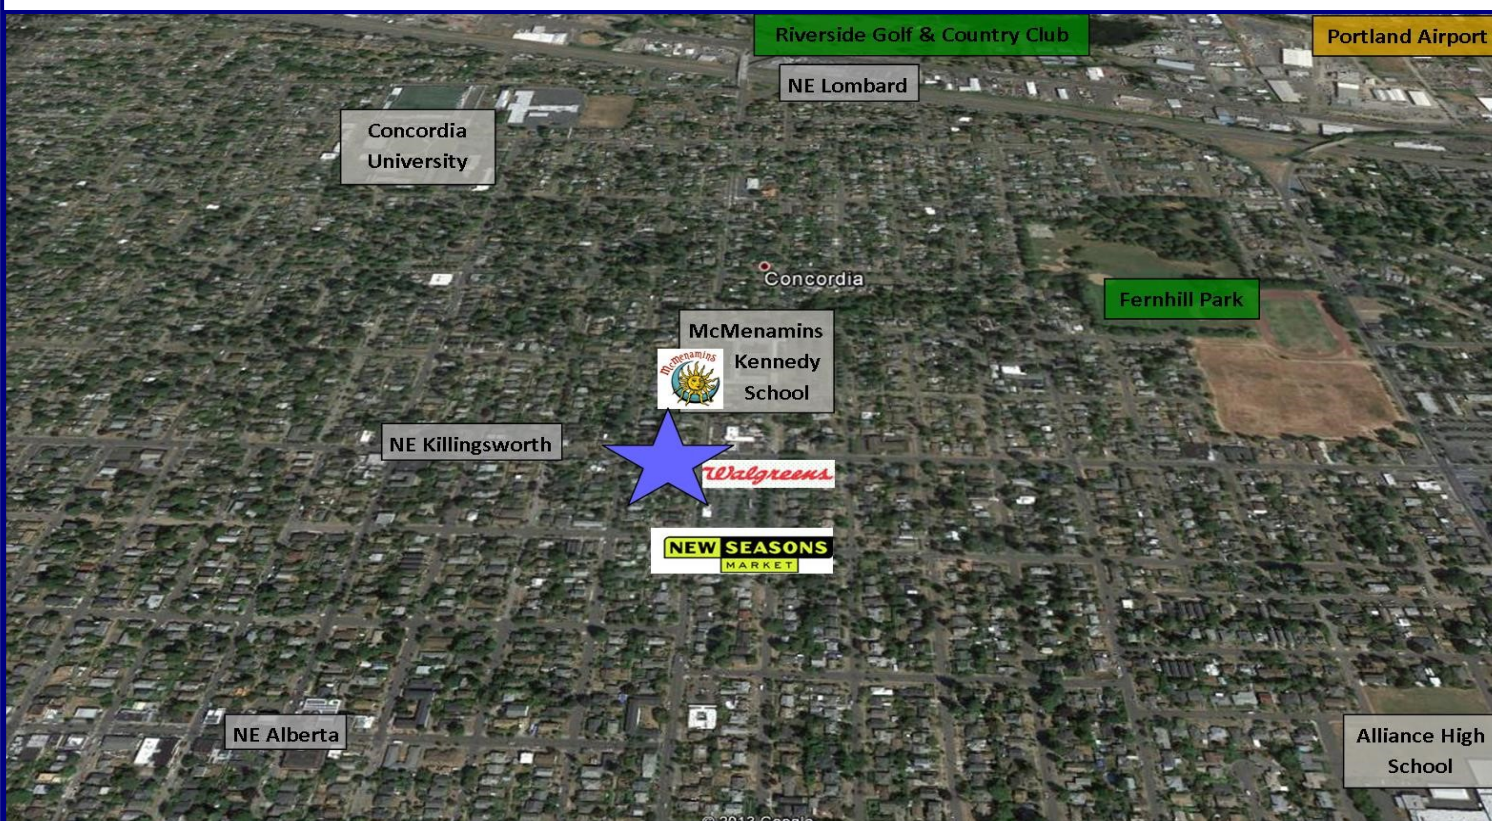 Riverside Golf & Country Club
Portland Airport
NE Lombard
Concordia
University
Concordia
Fernhill Park
McMenamins
Kennedy
School
McMenamins
NE Killingsworth
Walgreens
NEW SEASONS
MARKET
NE Alberta
Alliance High
School
© 2013 Google